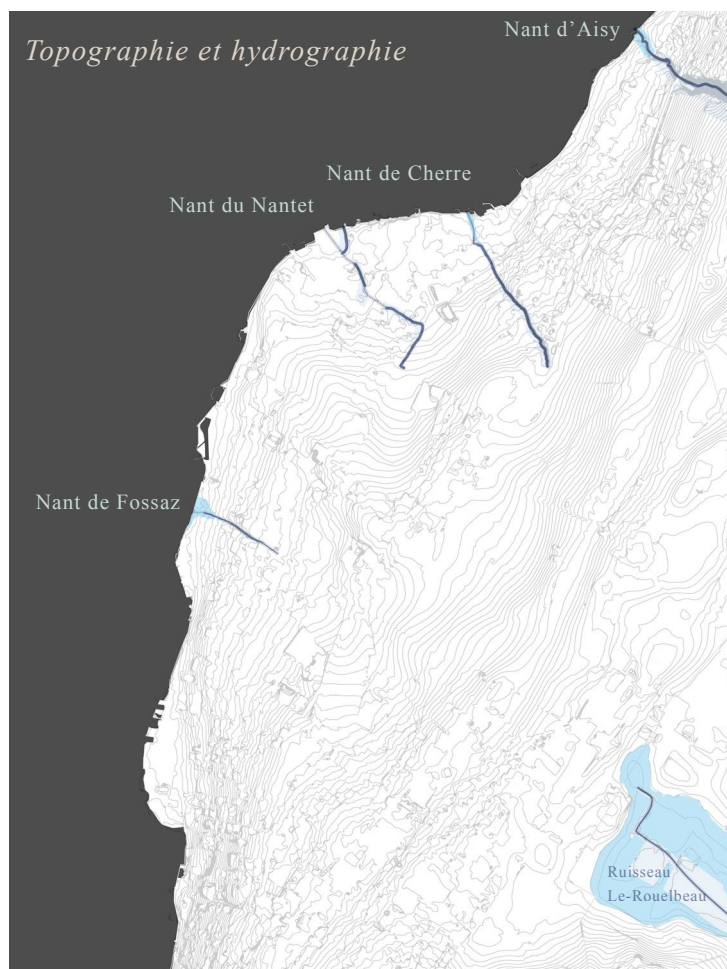 Nant d’Aisy
Topographie et hydrographie
Nant de Cherre
Nant du Nantet
Nant de Fossaz
Ruisseau
Le-Rouelbeau